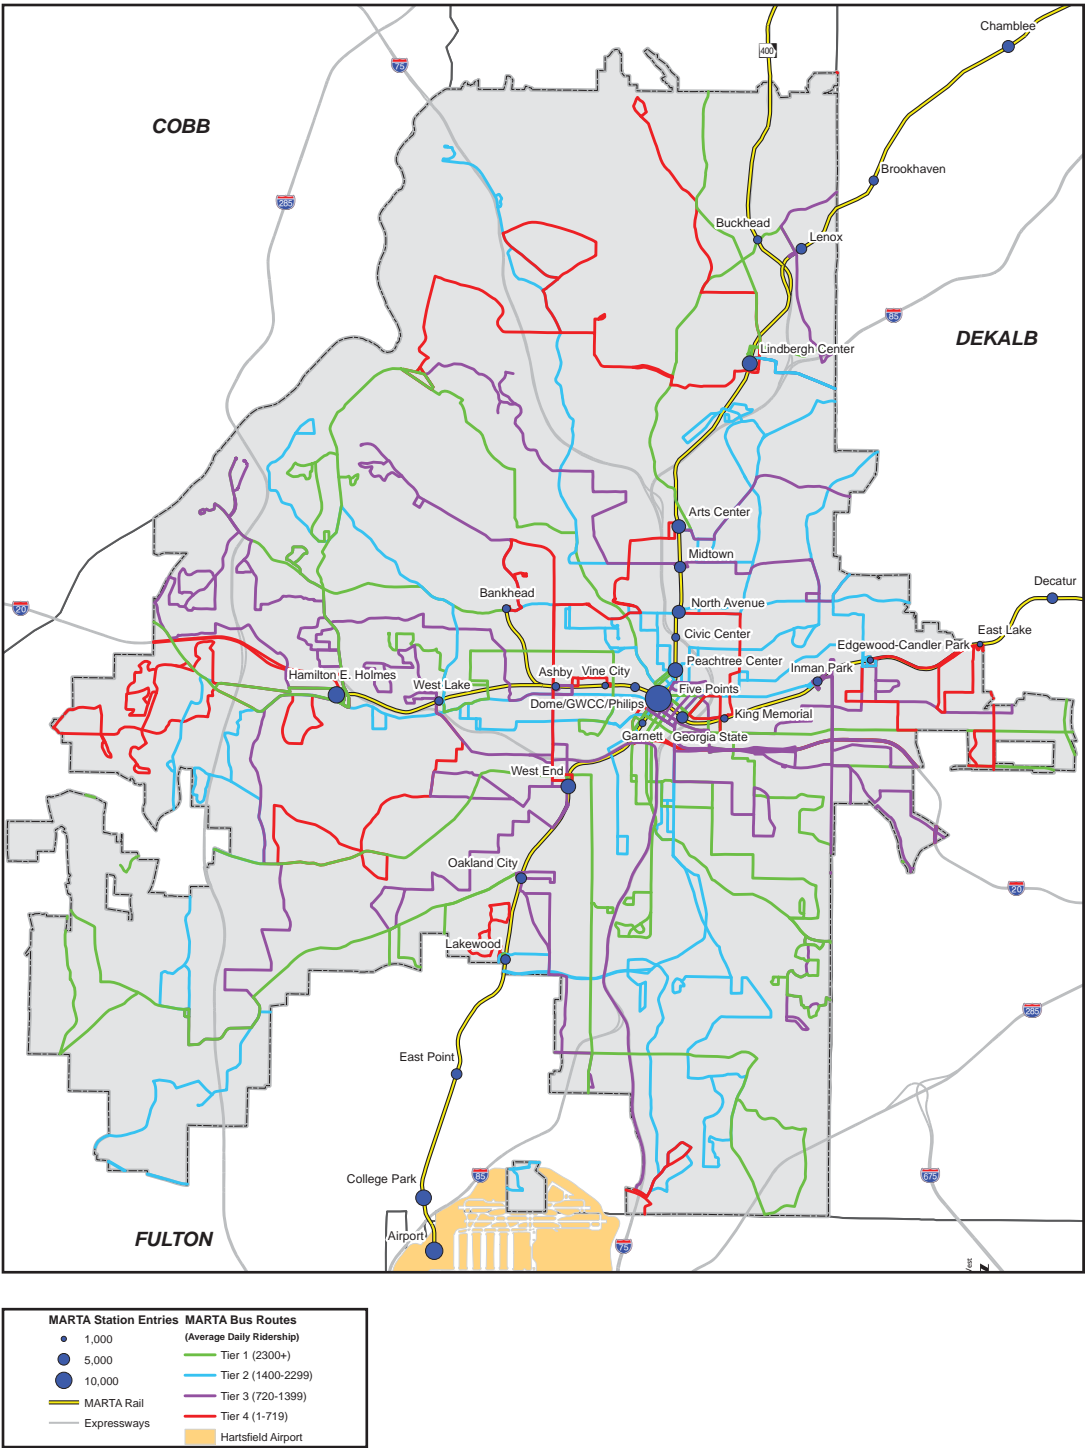 Chamblee
400
75
COBB
Brookhaven
285
Buckhead
Lenox
85
DEKALB
Lindbergh Center
Arts Center
Midtown
Decatur
Bankhead
20
North Avenue
East Lake
Civic Center
Edgewood-Candler Park
Peachtree Center
Inman Park
Hamilton E. Holmes
Ashby
Vine City
West Lake
Five Points
Dome/GWCC/Philips
King Memorial
Garnett
Georgia State
West End
Oakland City
20
Lakewood
285
East Point
College Park
85
675
Airport
FULTON
75
MARTA Station Entries
1,000
5,000
10,000
MARTA Rail
Expressways
MARTA Bus Routes
(Average Daily Ridership)
Tier 1 (2300+)
Tier 2 (1400-2299)
Tier 3 (720-1399)
Tier 4 (1-719)
Hartsfield Airport